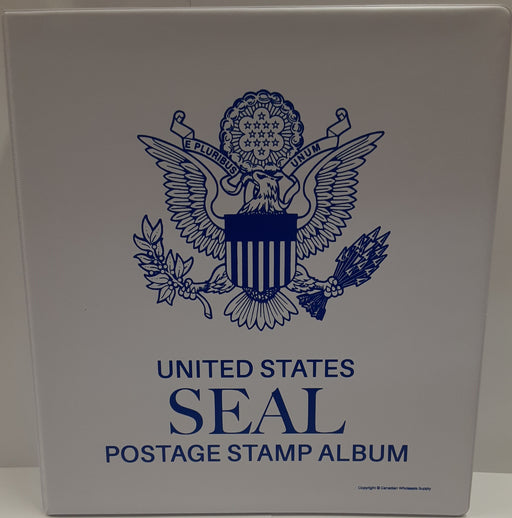 E PLURIBUS UNUM
UNITED STATES
SEAL
POSTAGE STAMP ALBUM
Copyright © Canadian Wholesale Supply